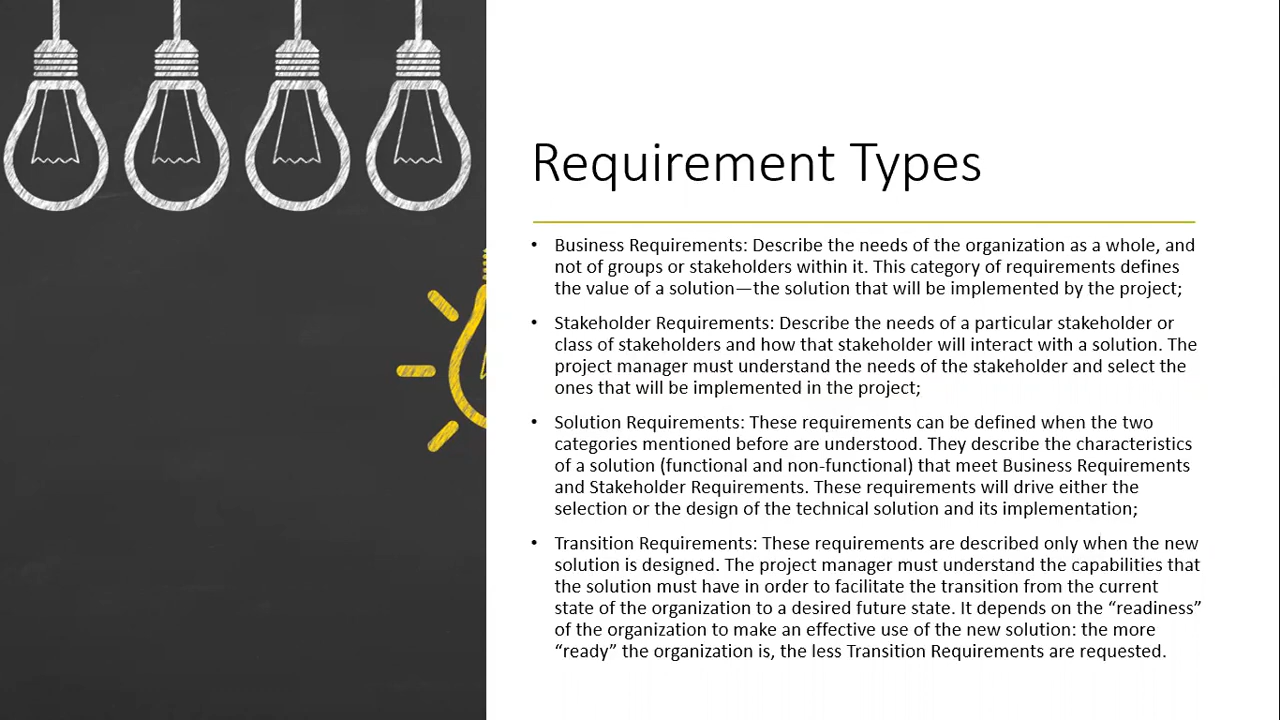 Requirement Types
• Business Requirements: Describe the needs of the organization as a whole, and
not of groups or stakeholders within it. This category of requirements defines
the value of a solution—the solution that will be implemented by the project;
• Stakeholder Requirements: Describe the needs of a particular stakeholder or
class of stakeholders and how that stakeholder will interact with a solution. The
project manager must understand the needs of the stakeholder and select the
ones that will be implemented in the project;
• Solution Requirements: These requirements can be defined when the two
categories mentioned before are understood. They describe the characteristics
of a solution (functional and non-functional) that meet Business Requirements
and Stakeholder Requirements. These requirements will drive either the
selection or the design of the technical solution and its implementation;
• Transition Requirements: These requirements are described only when the new
solution is designed. The project manager must understand the capabilities that
the solution must have in order to facilitate the transition from the current
state of the organization to a desired future state. It depends on the “readiness”
of the organization to make an effective use of the new solution: the more
“ready” the organization is, the less Transition Requirements are requested.